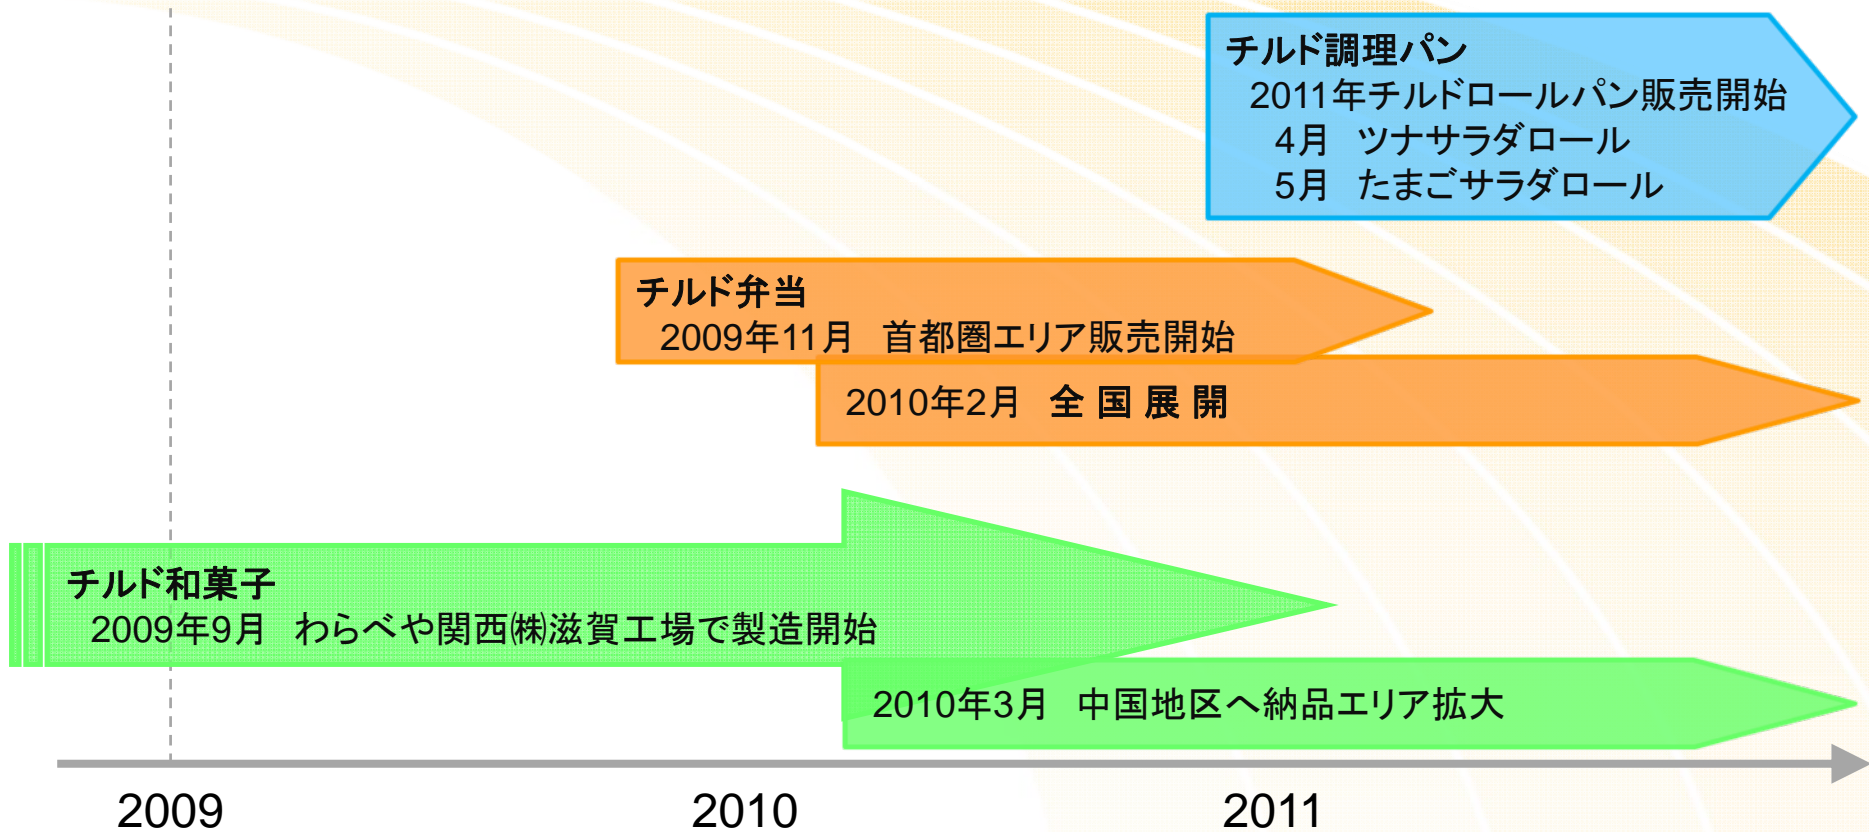 チルド調理パン
2011年チルドロールパン販売開始
4月　ツナサラダロール
5月　たまごサラダロール
チルド弁当
2009年11月　首都圏エリア販売開始
2010年2月　全 国 展 開
チルド和菓子
2009年9月　わらべや関西㈱滋賀工場で製造開始
2010年3月　中国地区へ納品エリア拡大
2009　2010　2011